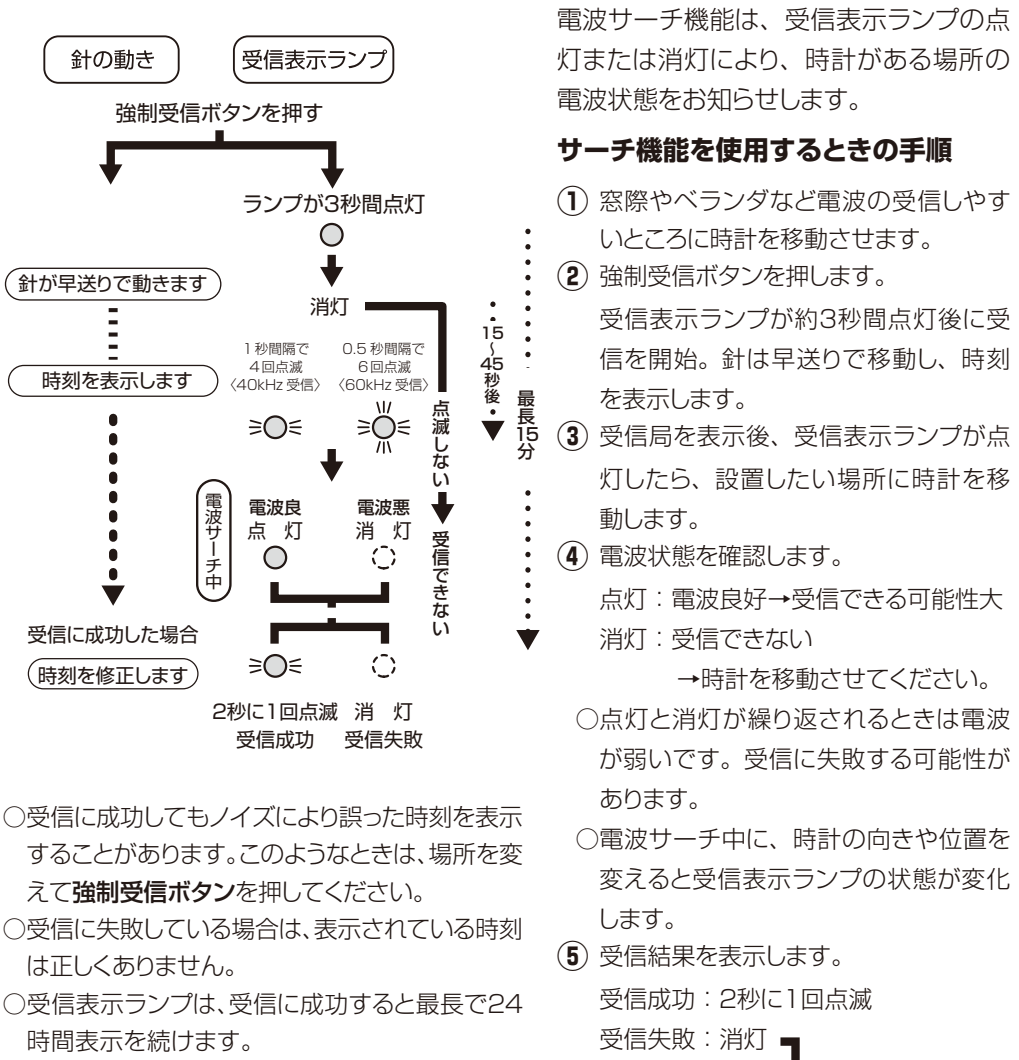 針の動き
受信表示ランプ
強制受信ボタンを押す
ランプが3秒間点灯
針が早送りで動きます
消灯
時刻を表示します
1秒間隔で
4回点滅
〈40kHz 受信〉
0.5 秒間隔で
6回点滅
〈60kHz 受信〉
点滅しない
受信できない
15〜45秒後
最長15分
電波サーチ中
電波良
点 灯
電波悪
消 灯
受信に成功した場合
時刻を修正します
2秒に1回点滅
受信成功
消 灯
受信失敗
○受信に成功してもノイズにより誤った時刻を表示
することがあります。このようなときは、場所を変
えて強制受信ボタンを押してください。
○受信に失敗している場合は、表示されている時刻
は正しくありません。
○受信表示ランプは、受信に成功すると最長で24
時間表示を続けます。
電波サーチ機能は、受信表示ランプの点
灯または消灯により、時計がある場所の
電波状態をお知らせします。
サーチ機能を使用するときの手順
① 窓際やベランダなど電波の受信しやす
いところに時計を移動させます。
② 強制受信ボタンを押します。
受信表示ランプが約3秒間点灯後に受
信を開始。針は早送りで移動し、時刻
を表示します。
③ 受信局を表示後、受信表示ランプが点
灯したら、設置したい場所に時計を移
動します。
④ 電波状態を確認します。
点灯：電波良好→受信できる可能性大
消灯：受信できない
→時計を移動させてください。
○点灯と消灯が繰り返されるときは電波
が弱いです。受信に失敗する可能性が
あります。
○電波サーチ中に、時計の向きや位置を
変えると受信表示ランプの状態が変化
します。
⑤ 受信結果を表示します。
受信成功：2秒に1回点滅
受信失敗：消灯